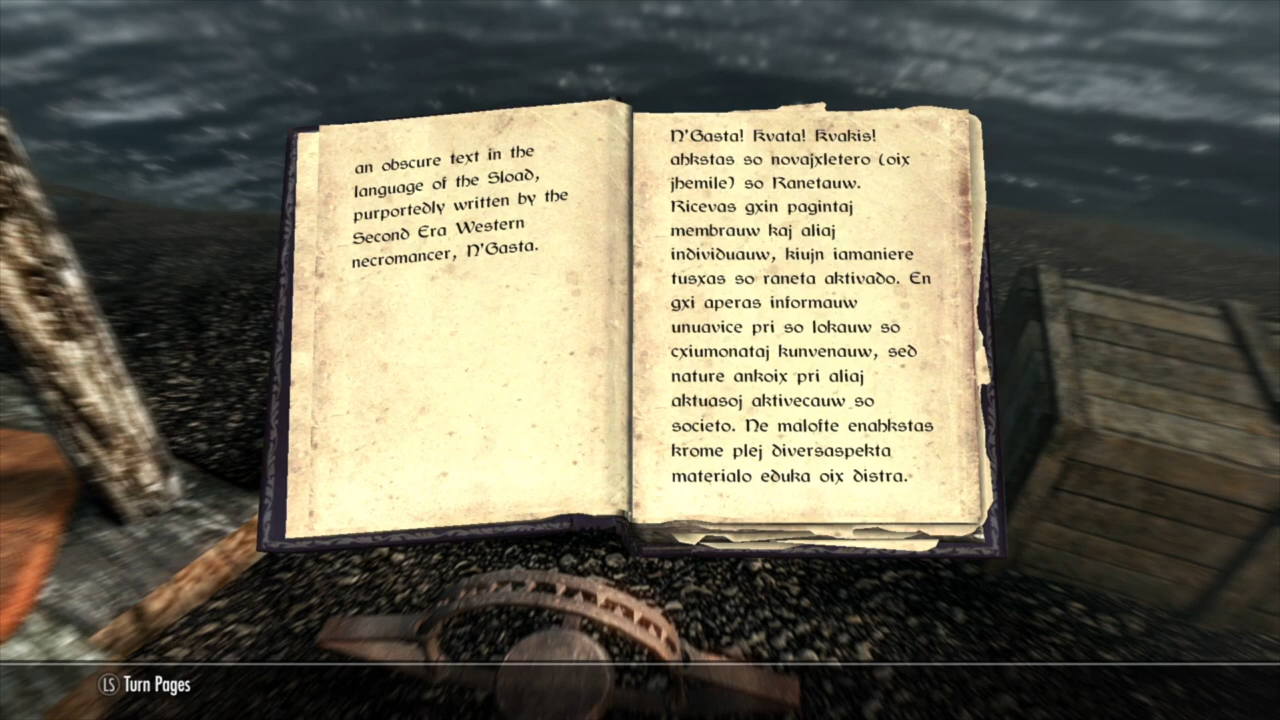 an obscure text in the
language of the Sload,
purportedly written by the
Second Era Western
necromancer, N'Gasta.
N'Gasta! Kvata! Kvakis!
ahkstas so novajxletero (oix
jhemile) so Ranetauw.
Ricevas gxin pagintaj
membrauw kaj aliaj
individuauw, kiujn iamaniere
tusxas so raneta aktivado. En
gxi aperas informauw
unuavice pri so lokauw so
cxiumonataj kunvenauw, sed
nature ankoix pri aliaj
aktuasoj aktivecauw so
societo. Ne malofte enahkstas
krome plej diversaspekta
materialo eduka oix distra.
LS Turn Pages